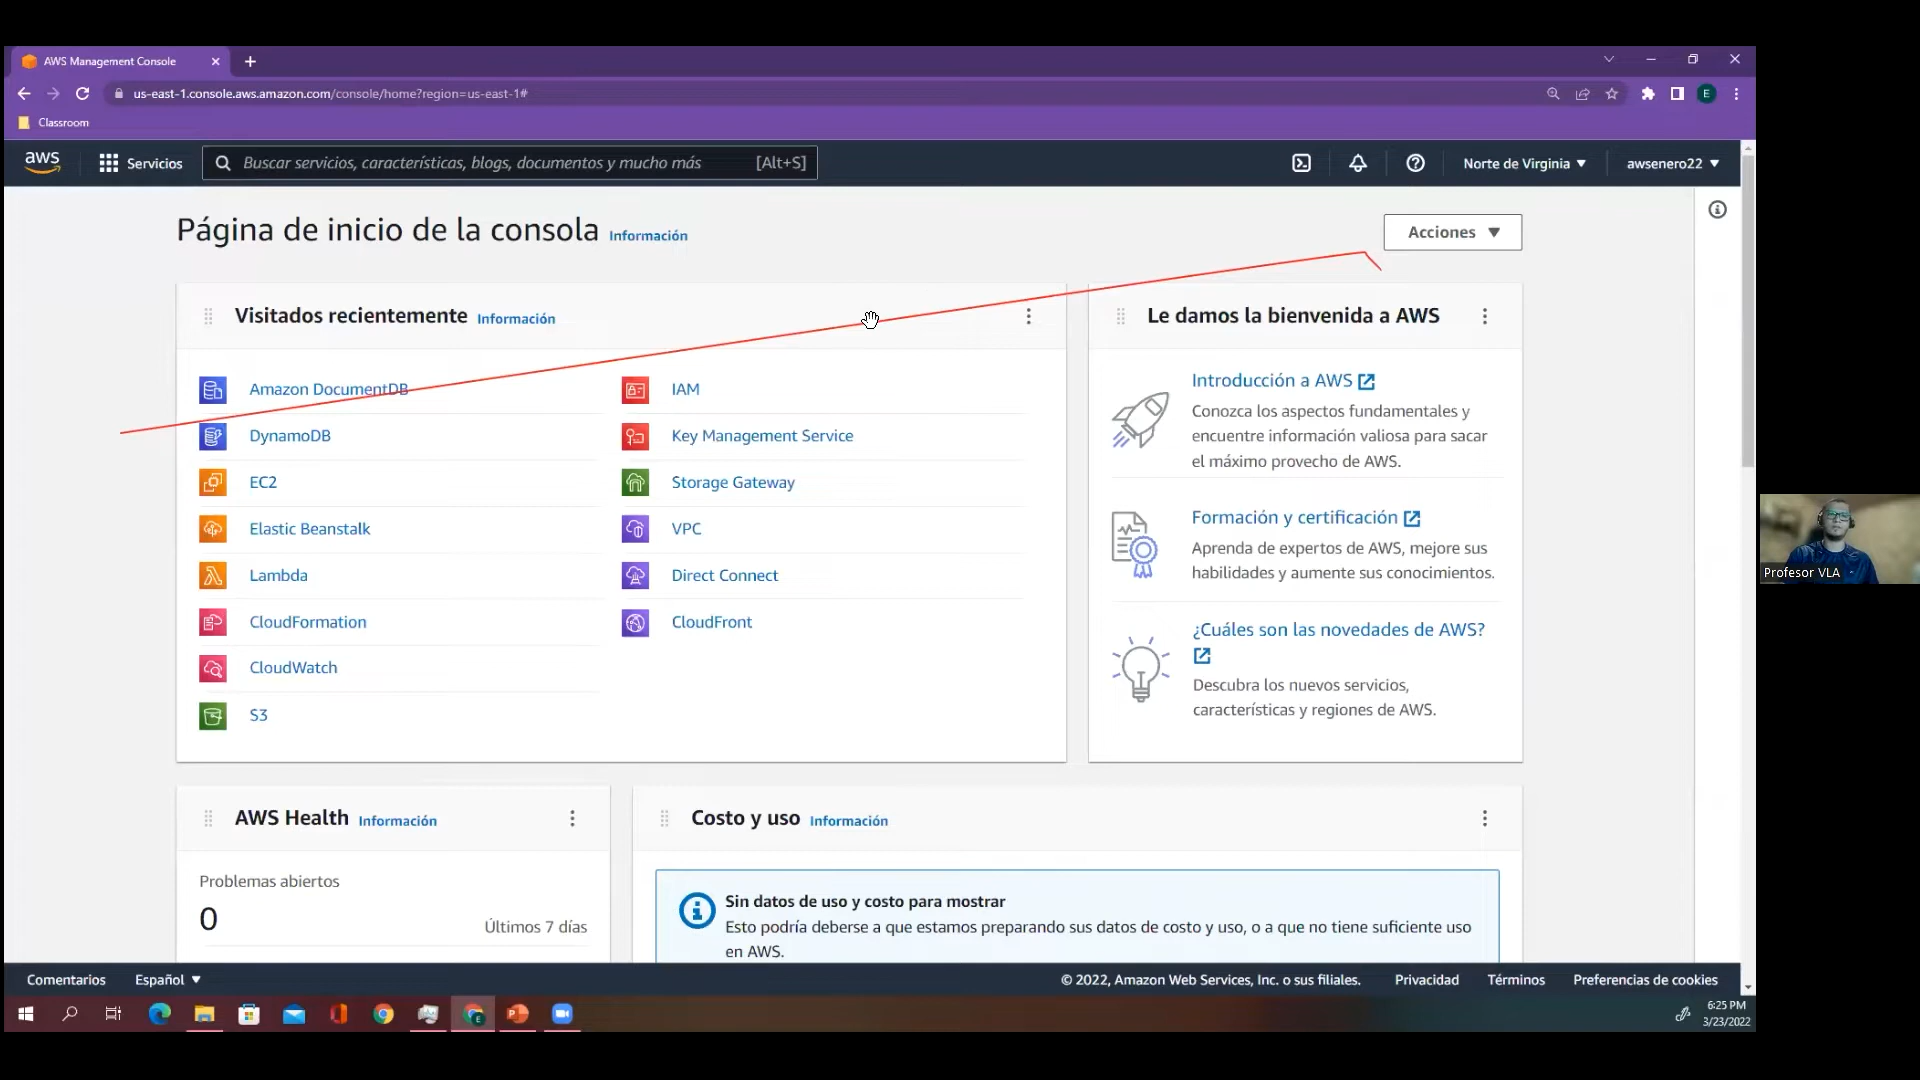 AWS Management Console
us-east-1.console.aws.amazon.com/console/home?region=us-east-1#
E
Classroom
aws
Servicios
Buscar servicios, características, blogs, documentos y mucho más
[Alt+S]
Norte de Virginia
awsenero22
Página de inicio de la consola
Información
Acciones
Visitados recientemente
Información
Amazon DocumentDB
DynamoDB
EC2
Elastic Beanstalk
Lambda
CloudFormation
CloudWatch
S3
IAM
Key Management Service
Storage Gateway
VPC
Direct Connect
CloudFront
Le damos la bienvenida a AWS
Introducción a AWS
Conozca los aspectos fundamentales y
encuentre información valiosa para sacar
el máximo provecho de AWS.
Formación y certificación
Aprenda de expertos de AWS, mejore sus
habilidades y aumente sus conocimientos.
¿Cuáles son las novedades de AWS?
Descubra los nuevos servicios,
características y regiones de AWS.
Profesor VLA
AWS Health
Información
Problemas abiertos
0
Últimos 7 días
Costo y uso
Información
Sin datos de uso y costo para mostrar
Esto podría deberse a que estamos preparando sus datos de costo y uso, o a que no tiene suficiente uso
en AWS.
Comentarios
Español
© 2022, Amazon Web Services, Inc. o sus filiales.
Privacidad
Términos
Preferencias de cookies
6:25 PM
3/23/2022